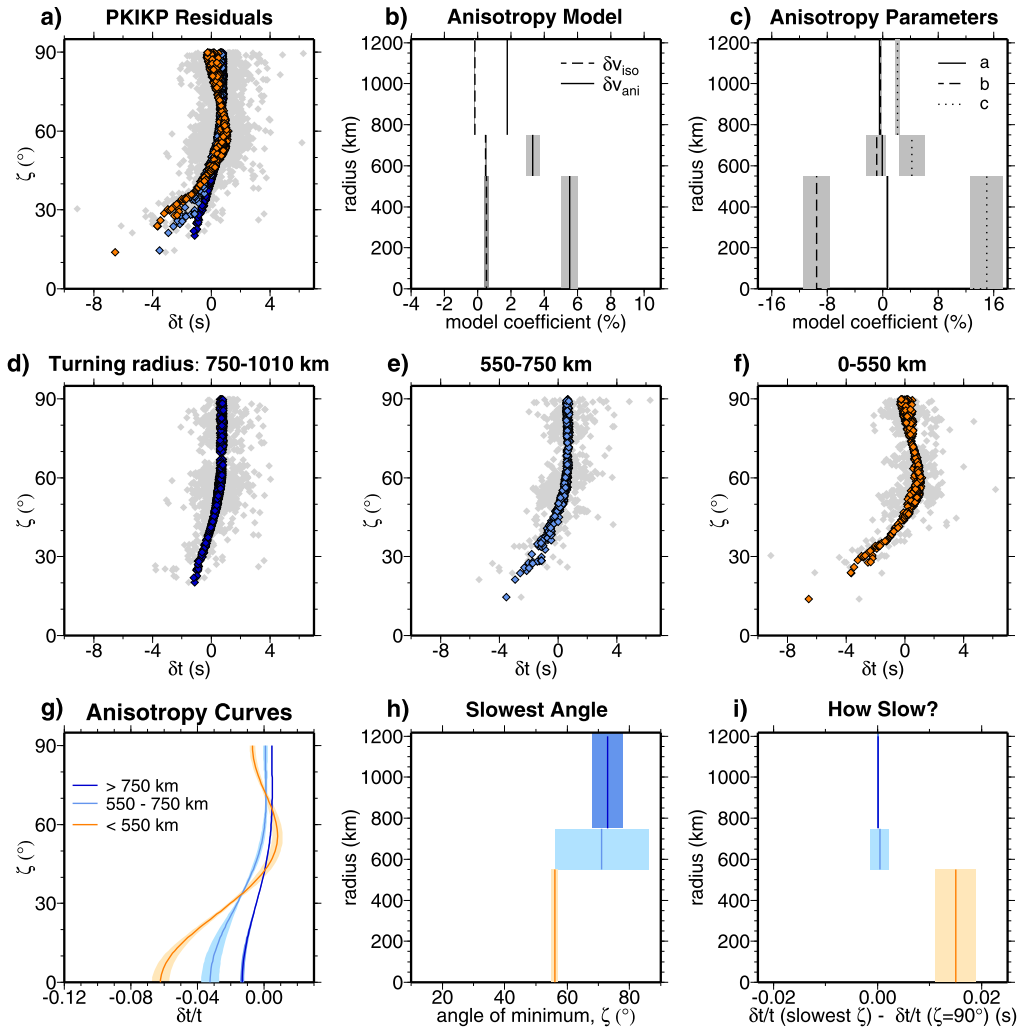 a) PKIKP Residuals
90
60
30
0
ζ (°)
-8 -4 0 4
δt (s)
b) Anisotropy Model
1200
1000
800
600
400
200
0
radius (km)
δv_iso
δv_ani
-4 -2 0 2 4 6 8 10
model coefficient (%)
c) Anisotropy Parameters
1200
1000
800
600
400
200
0
radius (km)
a
b
c
-16 -8 0 8 16
model coefficient (%)
d) Turning radius: 750-1010 km
90
60
30
0
ζ (°)
-8 -4 0 4
δt (s)
e) 550-750 km
90
60
30
0
ζ (°)
-8 -4 0 4
δt (s)
f) 0-550 km
90
60
30
0
ζ (°)
-8 -4 0 4
δt (s)
g) Anisotropy Curves
90
60
30
0
ζ (°)
> 750 km
550 - 750 km
< 550 km
-0.12 -0.08 -0.04 0.00
δt/t
h) Slowest Angle
1200
1000
800
600
400
200
0
radius (km)
20 40 60 80
angle of minimum, ζ (°)
i) How Slow?
1200
1000
800
600
400
200
0
radius (km)
-0.02 0.00 0.02
δt/t (slowest ζ) - δt/t (ζ=90°) (s)